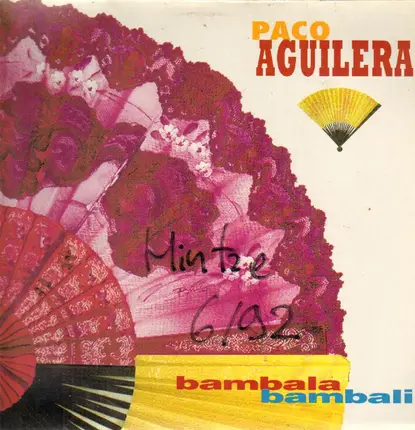 PACO
AGUILERA
Mintze
6/92
bambala
bambali